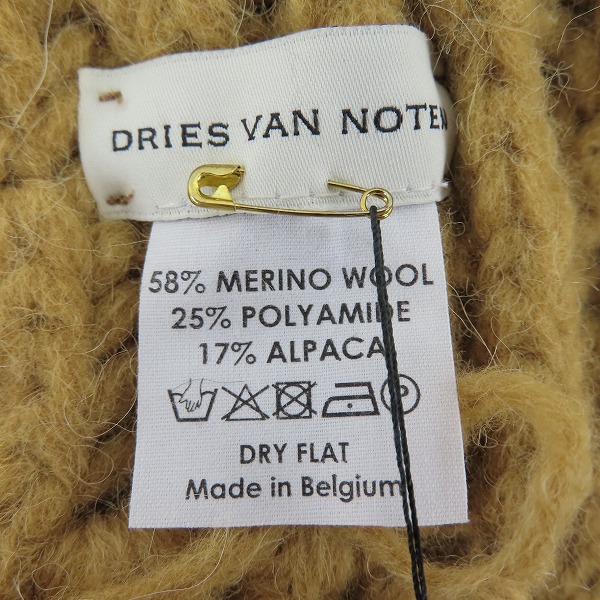 DRIES VAN NOTEN
58% MERINO WOOL
25% POLYAMIDE
17% ALPACA
DRY FLAT
Made in Belgium